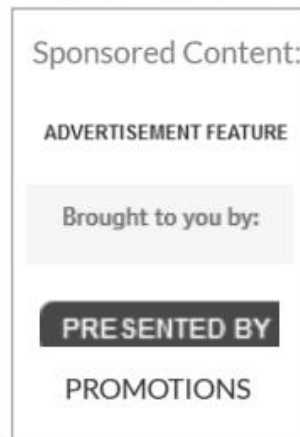 Sponsored Content:
ADVERTISEMENT FEATURE
Brought to you by:
PRESENTED BY
PROMOTIONS